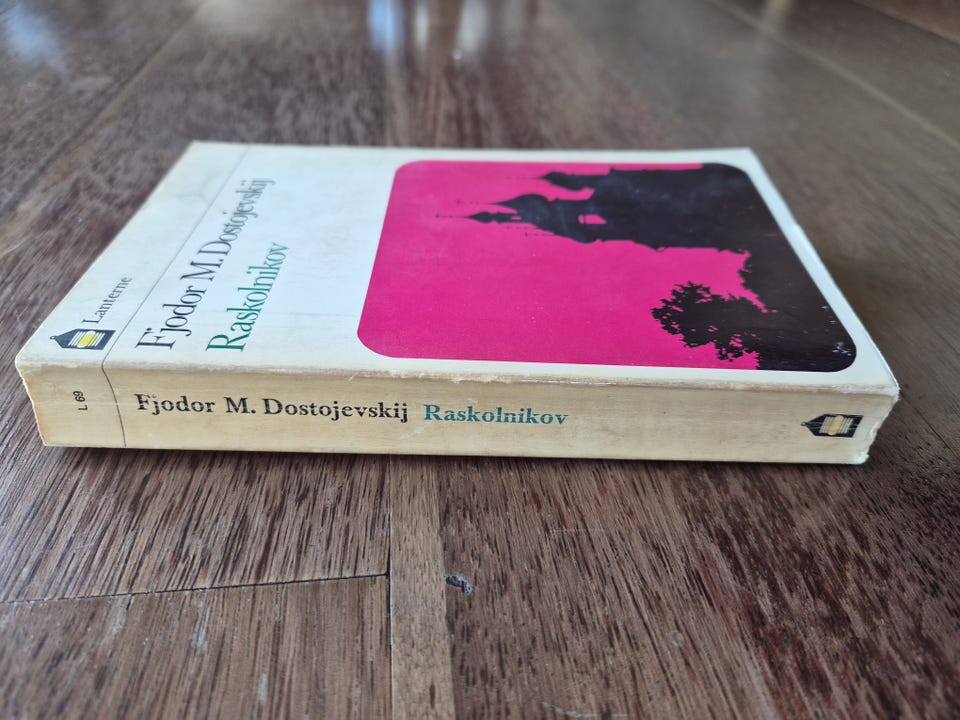 Lanterne
Fjodor M. Dostojevskij
Raskolnikov
L 69
Fjodor M. Dostojevskij Raskolnikov